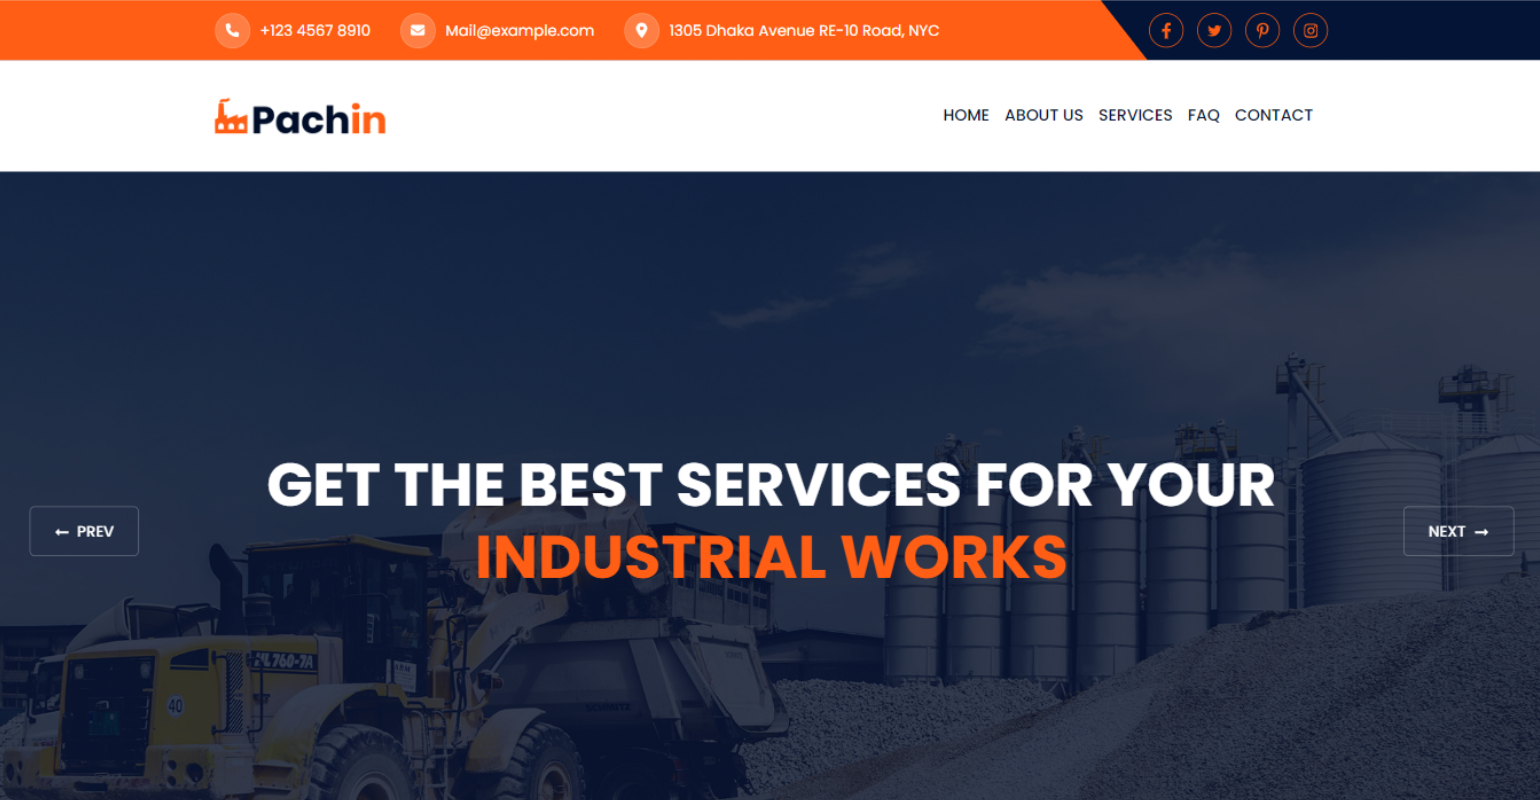 +123 4567 8910 Mail@example.com 1305 Dhaka Avenue RE-10 Road, NYC
Pachin
HOME ABOUT US SERVICES FAQ CONTACT
GET THE BEST SERVICES FOR YOUR
INDUSTRIAL WORKS
← PREV
NEXT →
HL760-7A
40